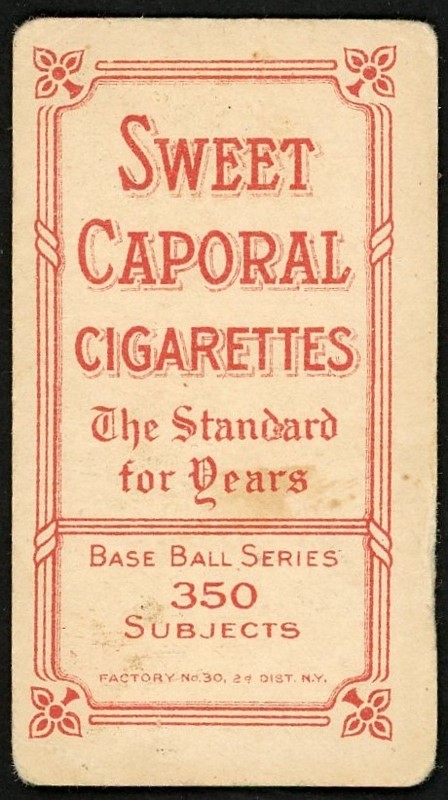 SWEET
CAPORAL
CIGARETTES
The Standard
for Years
BASE BALL SERIES
350
SUBJECTS
FACTORY No. 30, 2d DIST. N.Y.